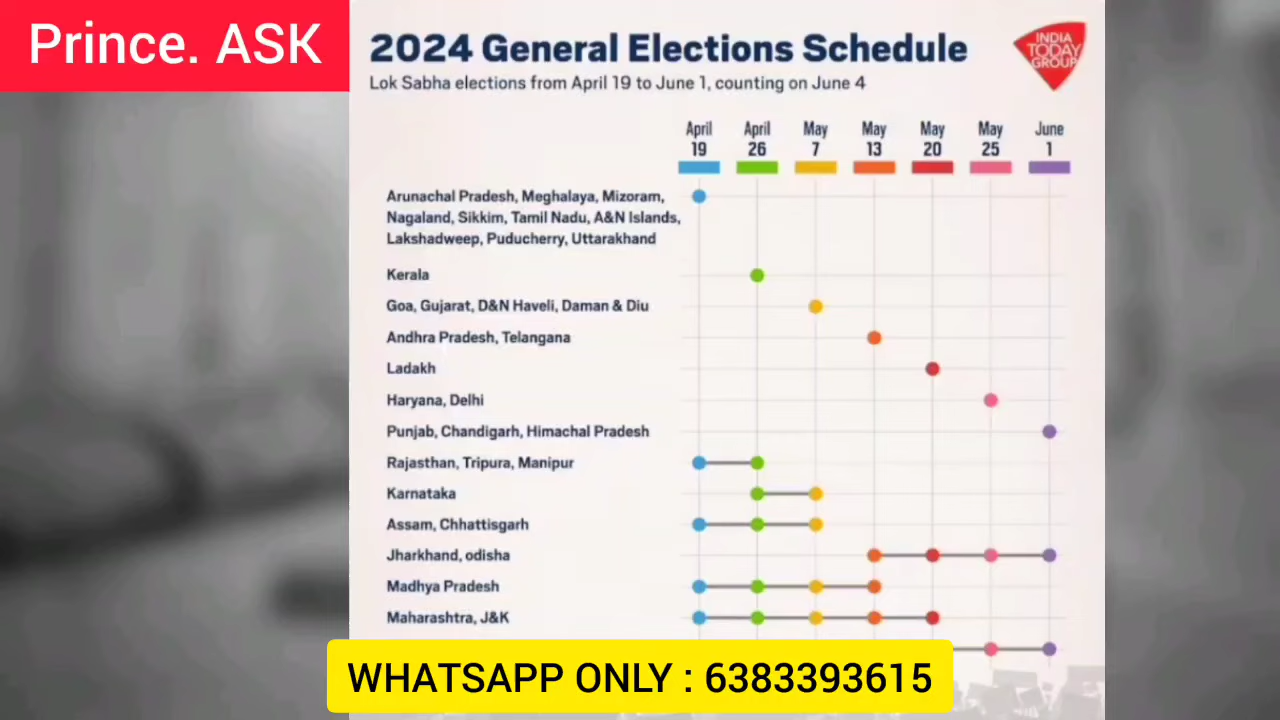 Prince. ASK
2024 General Elections Schedule
INDIA
TODAY
GROUP
Lok Sabha elections from April 19 to June 1, counting on June 4
April April May May May May June
19 26 7 13 20 25 1
Arunachal Pradesh, Meghalaya, Mizoram,
Nagaland, Sikkim, Tamil Nadu, A&N Islands,
Lakshadweep, Puducherry, Uttarakhand
Kerala
Goa, Gujarat, D&N Haveli, Daman & Diu
Andhra Pradesh, Telangana
Ladakh
Haryana, Delhi
Punjab, Chandigarh, Himachal Pradesh
Rajasthan, Tripura, Manipur
Karnataka
Assam, Chhattisgarh
Jharkhand, odisha
Madhya Pradesh
Maharashtra, J&K
WHATSAPP ONLY : 6383393615